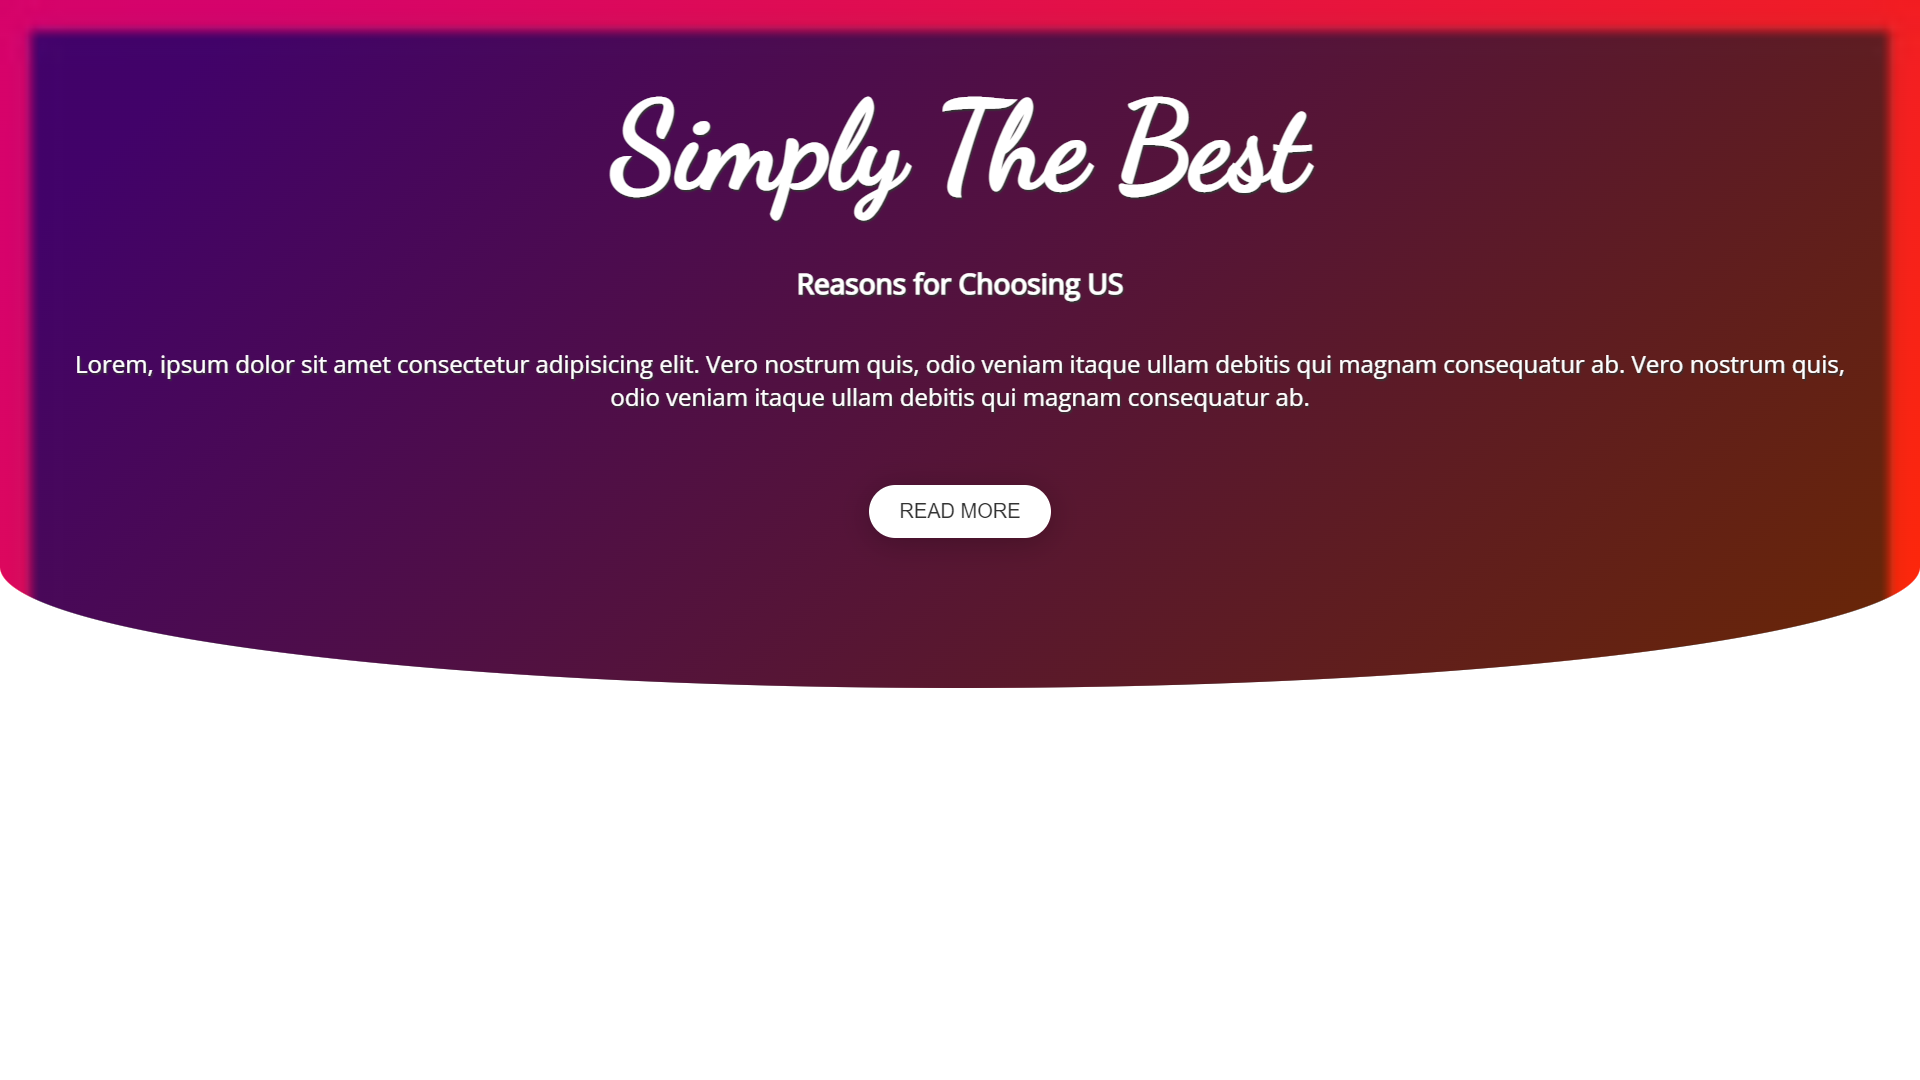 Simply The Best
Reasons for Choosing US
Lorem, ipsum dolor sit amet consectetur adipisicing elit. Vero nostrum quis, odio veniam itaque ullam debitis qui magnam consequatur ab. Vero nostrum quis,
odio veniam itaque ullam debitis qui magnam consequatur ab.
READ MORE